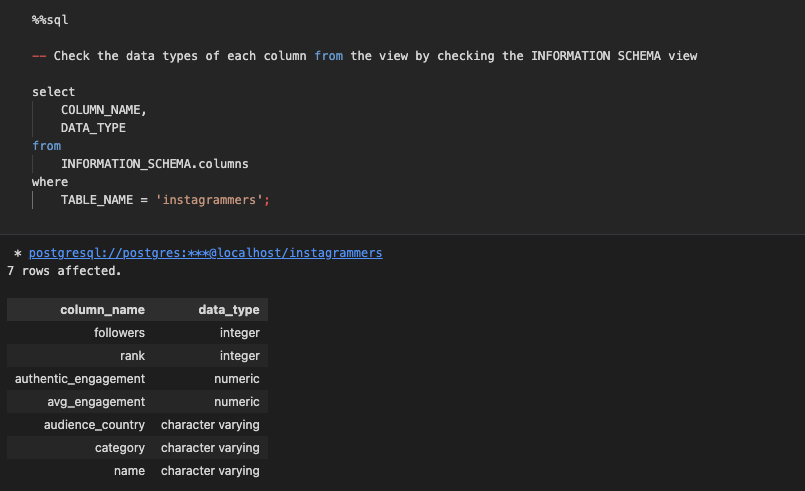 %%sql
-- Check the data types of each column from the view by checking the INFORMATION SCHEMA view
select
COLUMN_NAME,
DATA_TYPE
from
INFORMATION_SCHEMA.columns
where
TABLE_NAME = 'instagrammers';
* postgresql://postgres:***@localhost/instagrammers
7 rows affected.
column_name data_type
followers integer
rank integer
authentic_engagement numeric
avg_engagement numeric
audience_country character varying
category character varying
name character varying